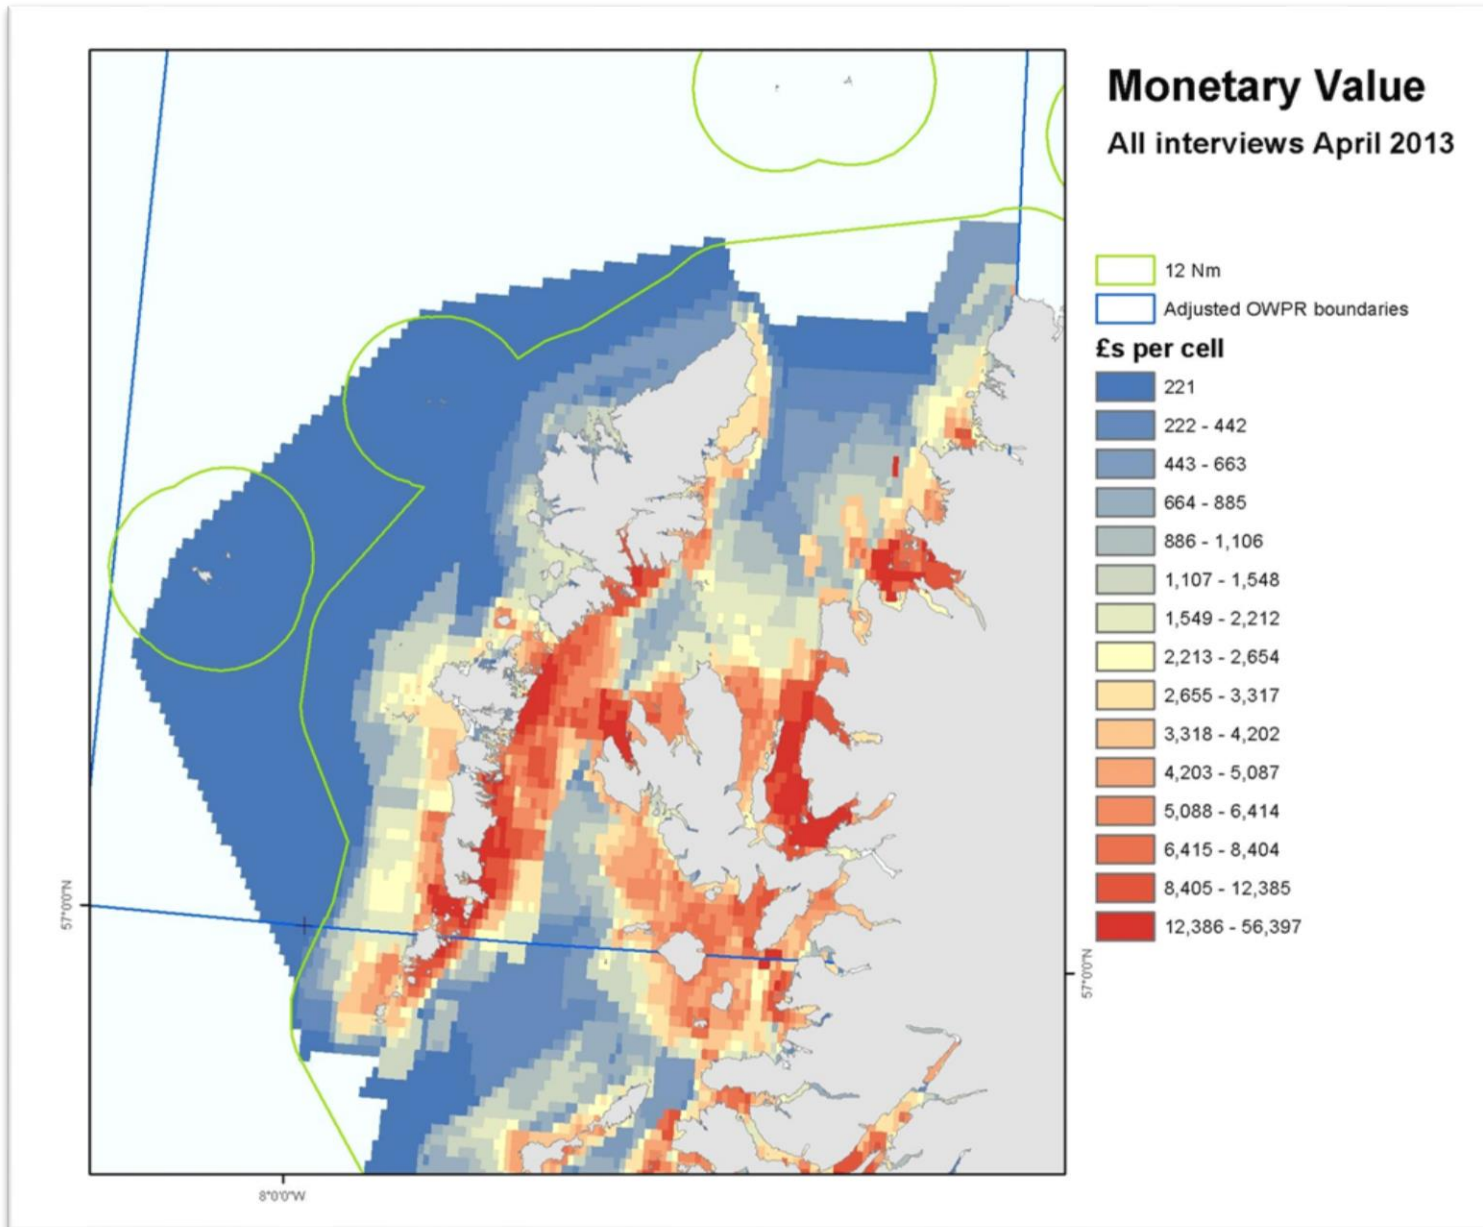 Monetary Value
All interviews April 2013
12 Nm
Adjusted OWPR boundaries
£s per cell
221
222 - 442
443 - 663
664 - 885
886 - 1,106
1,107 - 1,548
1,549 - 2,212
2,213 - 2,654
2,655 - 3,317
3,318 - 4,202
4,203 - 5,087
5,088 - 6,414
6,415 - 8,404
8,405 - 12,385
12,386 - 56,397
57°0'0"N
57°0'0"N
8°0'0"W